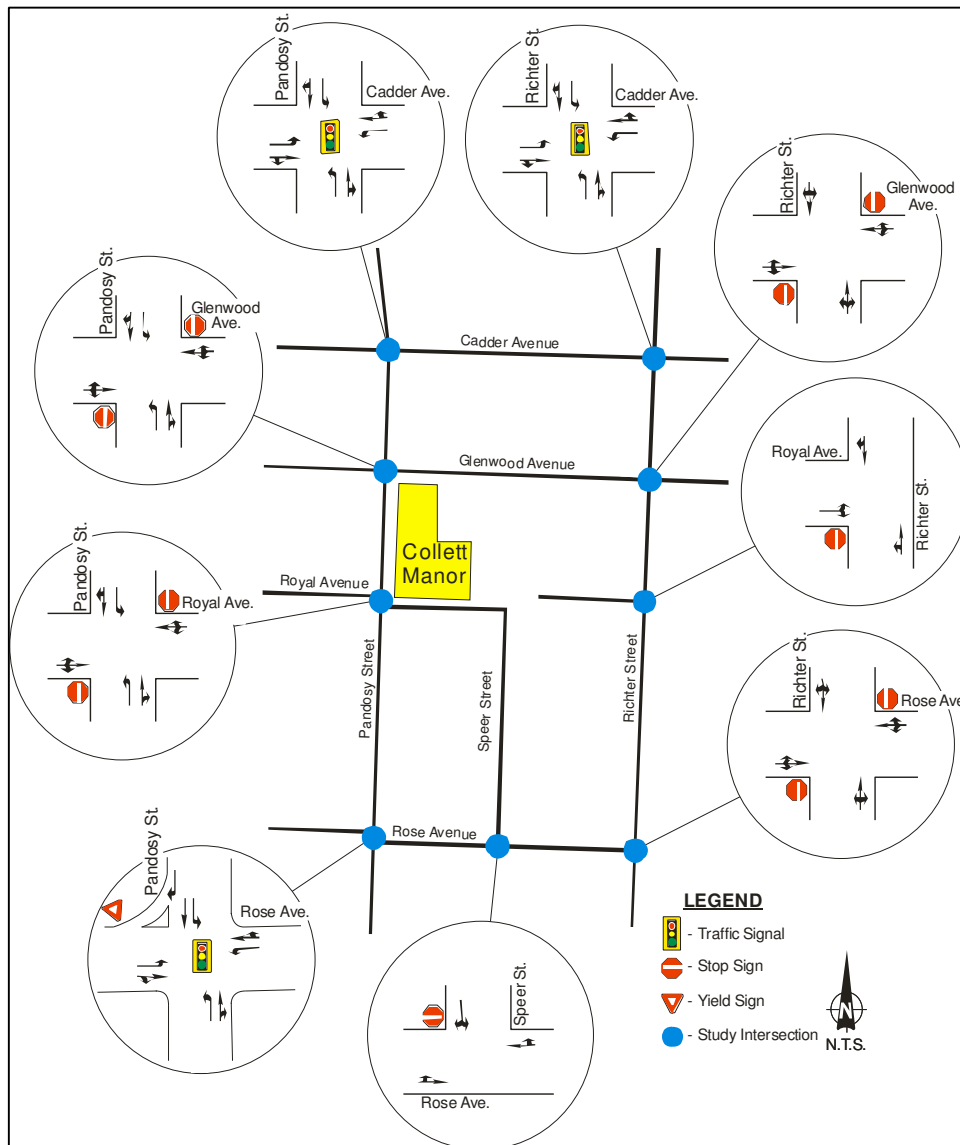 Pandosy St.
Cadder Ave.
Richter St.
Cadder Ave.
Richter St.
Glenwood
Ave.
Pandosy St.
Glenwood
Ave.
Cadder Avenue
Glenwood Avenue
Royal Ave.
Richter St.
Collett
Manor
Royal Avenue
Pandosy St.
Royal Ave.
Pandosy Street
Speer Street
Richter Street
Richter St.
Rose Ave
Rose Avenue
Pandosy St.
Rose Ave.
Speer St.
Rose Ave.
LEGEND
- Traffic Signal
- Stop Sign
- Yield Sign
- Study Intersection
N
N.T.S.